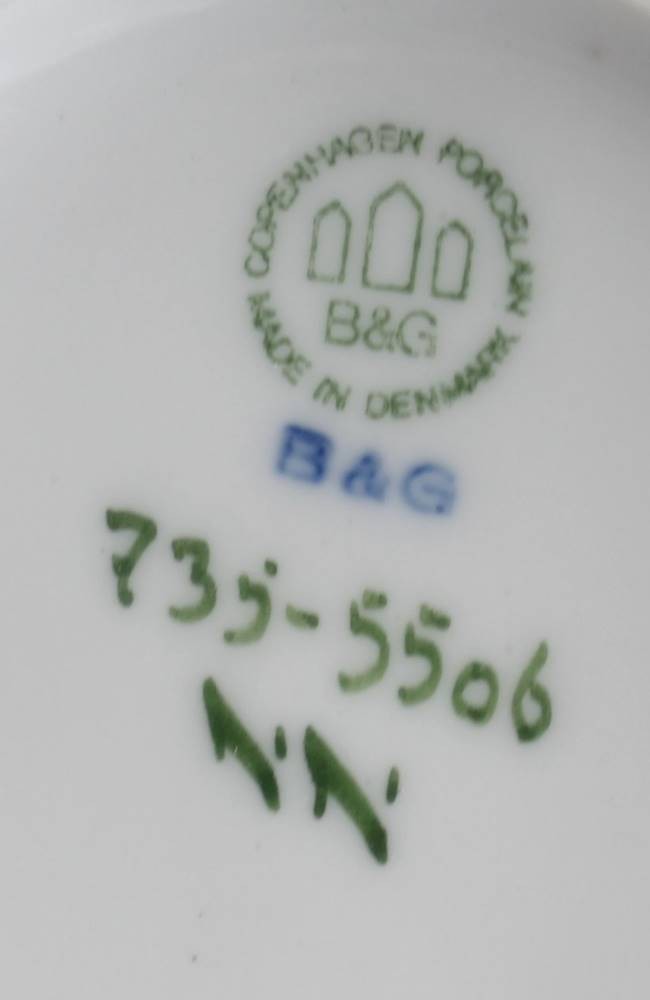 COPENHAGEN PORCELAIN
B&G
MADE IN DENMARK
B&G
735-5506